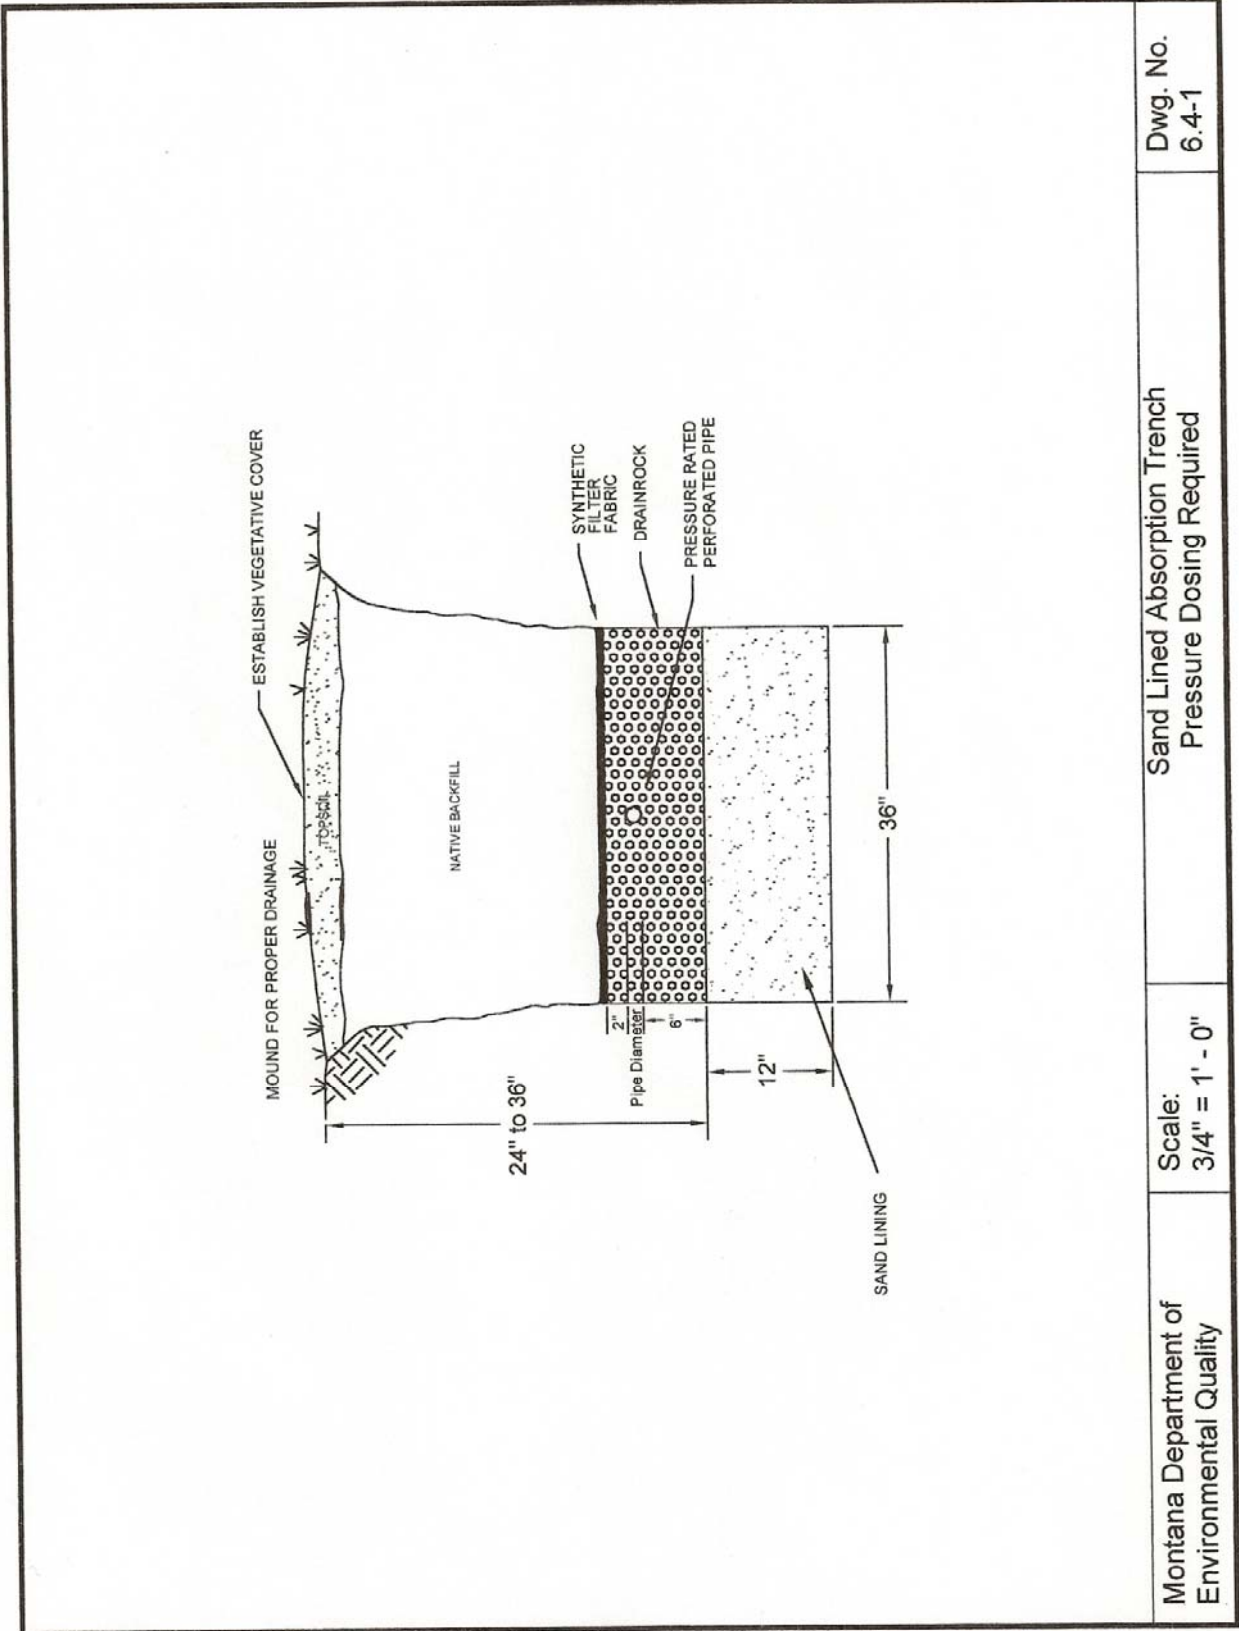 ESTABLISH VEGETATIVE COVER
MOUND FOR PROPER DRAINAGE
TOPSOIL
NATIVE BACKFILL
24" to 36"
SYNTHETIC
FILTER
FABRIC
DRAINROCK
PRESSURE RATED
PERFORATED PIPE
2"
Pipe Diameter
6"
12"
36"
SAND LINING
Montana Department of
Environmental Quality
Scale:
3/4" = 1' - 0"
Sand Lined Absorption Trench
Pressure Dosing Required
Dwg. No.
6.4-1